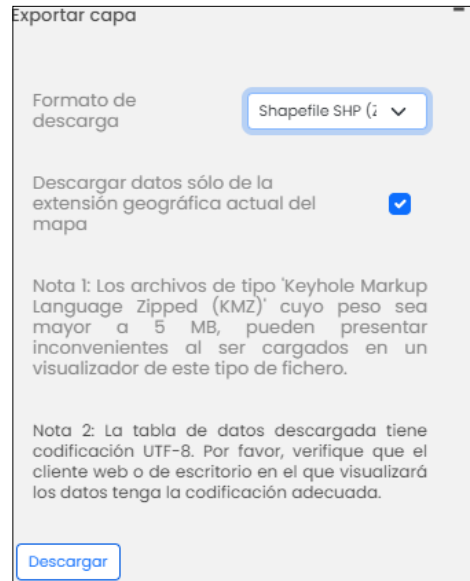 Exportar capa
Formato de
descarga
Shapefile SHP (
Descargar datos sólo de la
extensión geográfica actual del
mapa
Nota 1: Los archivos de tipo 'Keyhole Markup
Language Zipped (KMZ)' cuyo peso sea
mayor a 5 MB, pueden presentar
inconvenientes al ser cargados en un
visualizador de este tipo de fichero.
Nota 2: La tabla de datos descargada tiene
codificación UTF-8. Por favor, verifique que el
cliente web o de escritorio en el que visualizará
los datos tenga la codificación adecuada.
Descargar